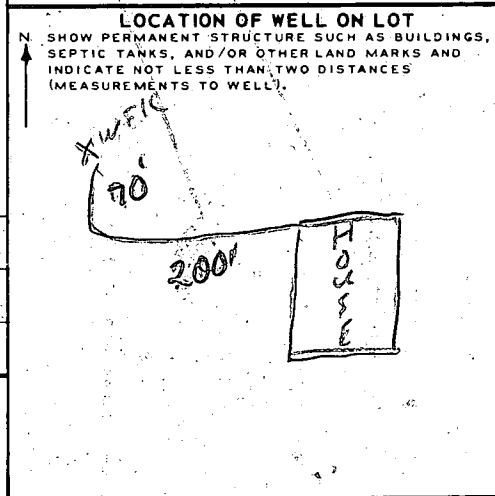 LOCATION OF WELL ON LOT
N SHOW PERMANENT STRUCTURE SUCH AS BUILDINGS,
SEPTIC TANKS, AND/OR OTHER LAND MARKS AND
INDICATE NOT LESS THAN TWO DISTANCES
(MEASUREMENTS TO WELL).
X WELL
70'
200'
HOUSE